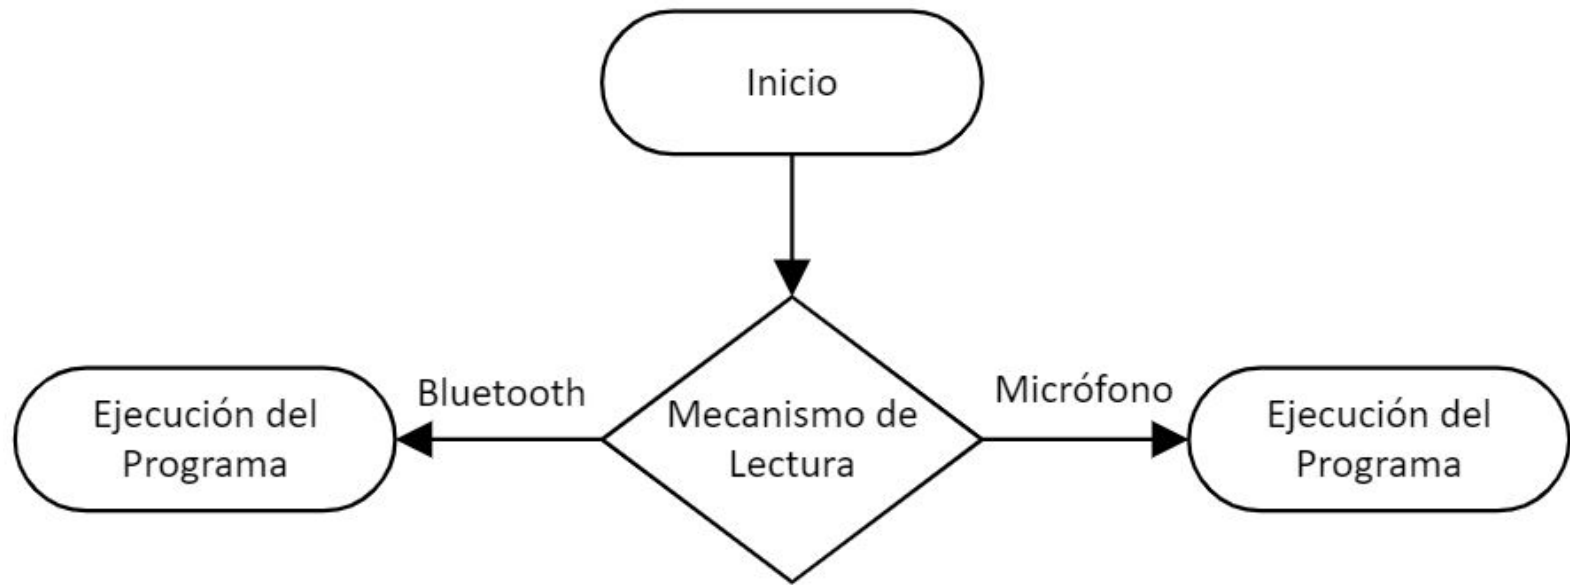 Inicio
Bluetooth
Micrófono
Ejecución del
Programa
Mecanismo de
Lectura
Ejecución del
Programa